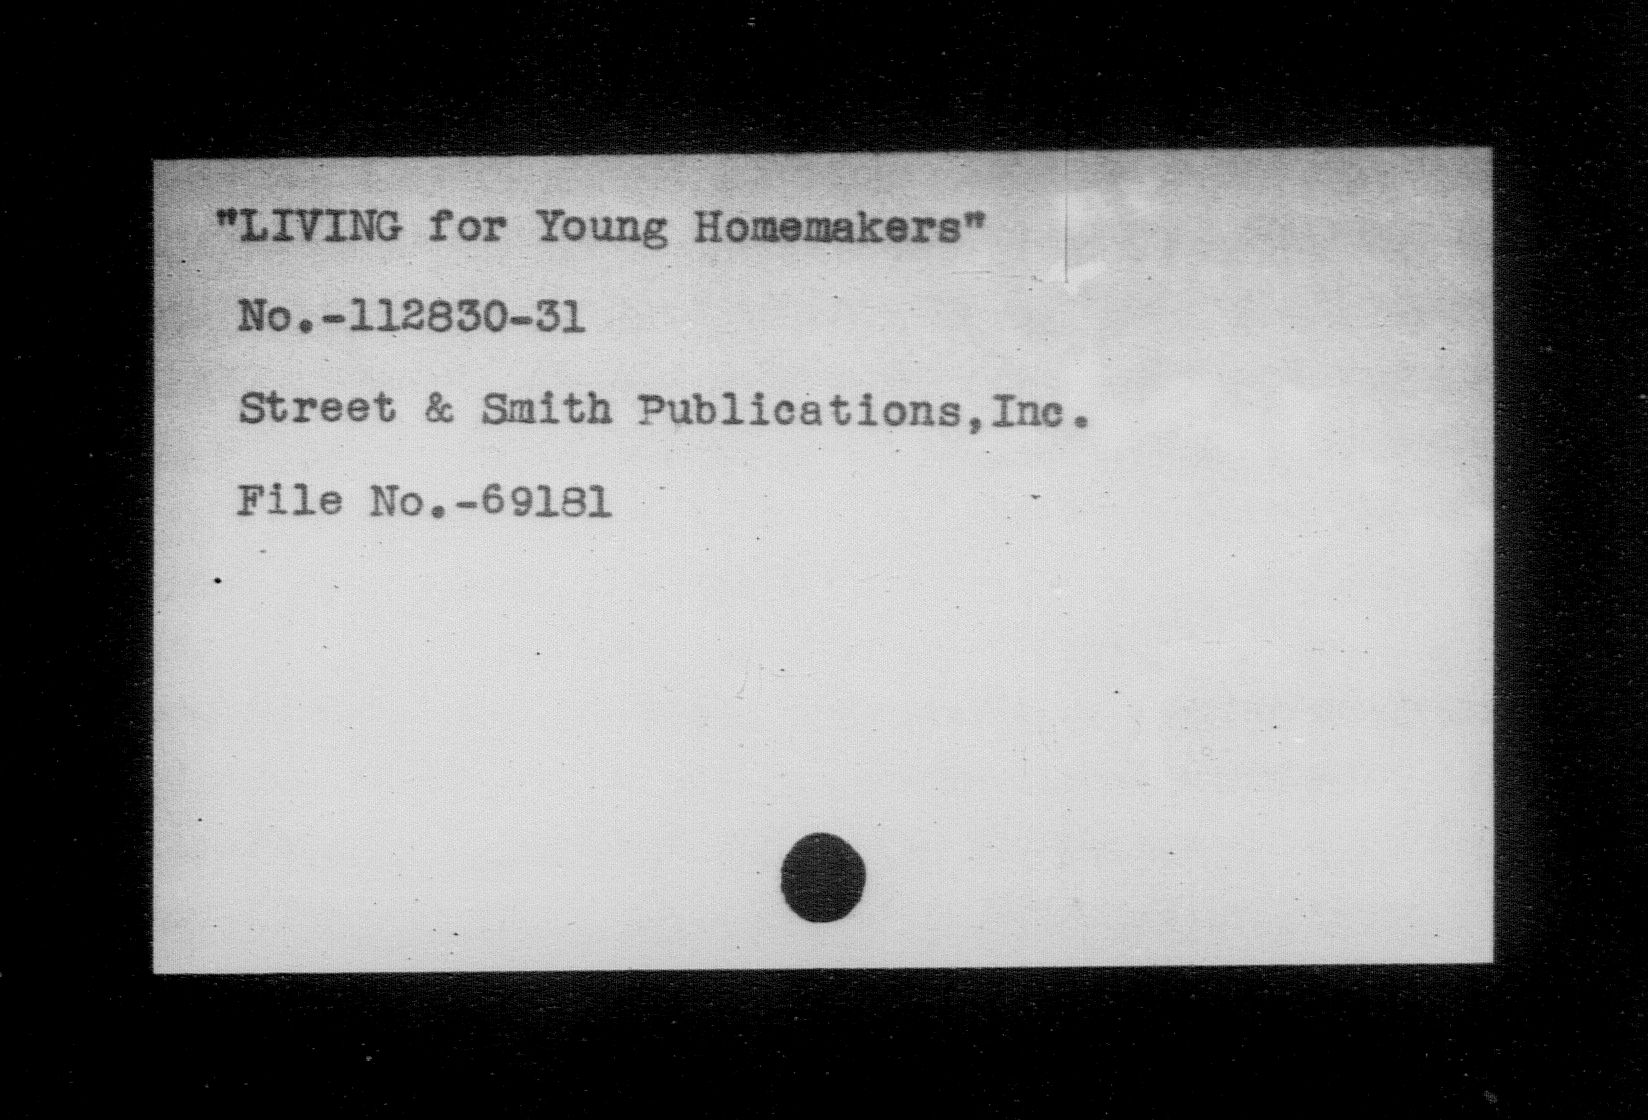 "LIVING for Young Homemakers"
No.-112830-31
Street & Smith Publications,Inc.
File No.-69181